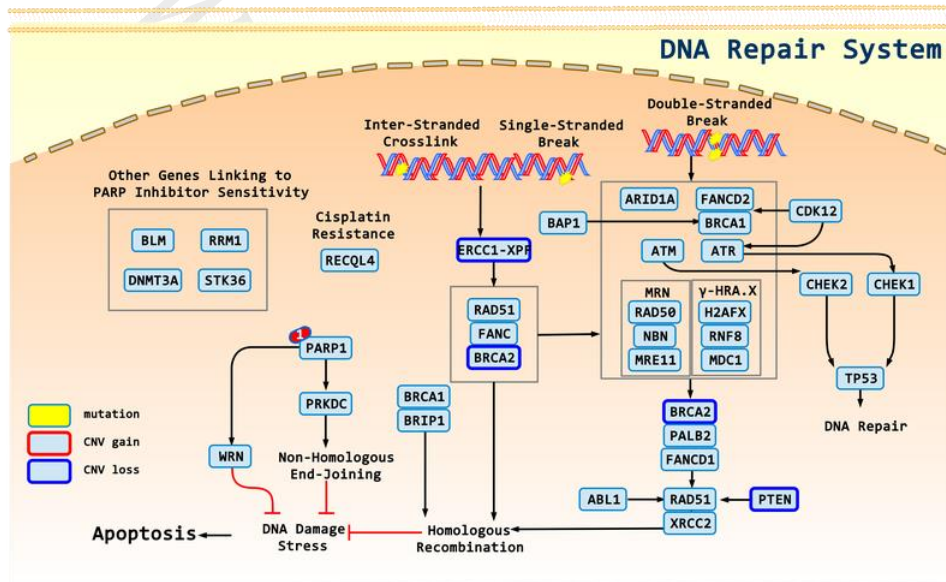 DNA Repair System
Double-Stranded
Break
Inter-Stranded
Crosslink
Single-Stranded
Break
Other Genes Linking to
PARP Inhibitor Sensitivity
BLM
RRM1
DNMT3A
STK36
Cisplatin
Resistance
RECQL4
BAP1
ARID1A
FANCD2
BRCA1
CDK12
ERCC1-XPF
ATM
ATR
CHEK2
CHEK1
MRN
RAD50
NBN
MRE11
γ-HRA.X
H2AFX
RNF8
MDC1
RAD51
FANC
BRCA2
1
PARP1
PRKDC
WRN
Non-Homologous
End-Joining
BRCA1
BRIP1
TP53
DNA Repair
BRCA2
PALB2
FANCD1
ABL1
RAD51
XRCC2
PTEN
mutation
CNV gain
CNV loss
Apoptosis
DNA Damage
Stress
Homologous
Recombination